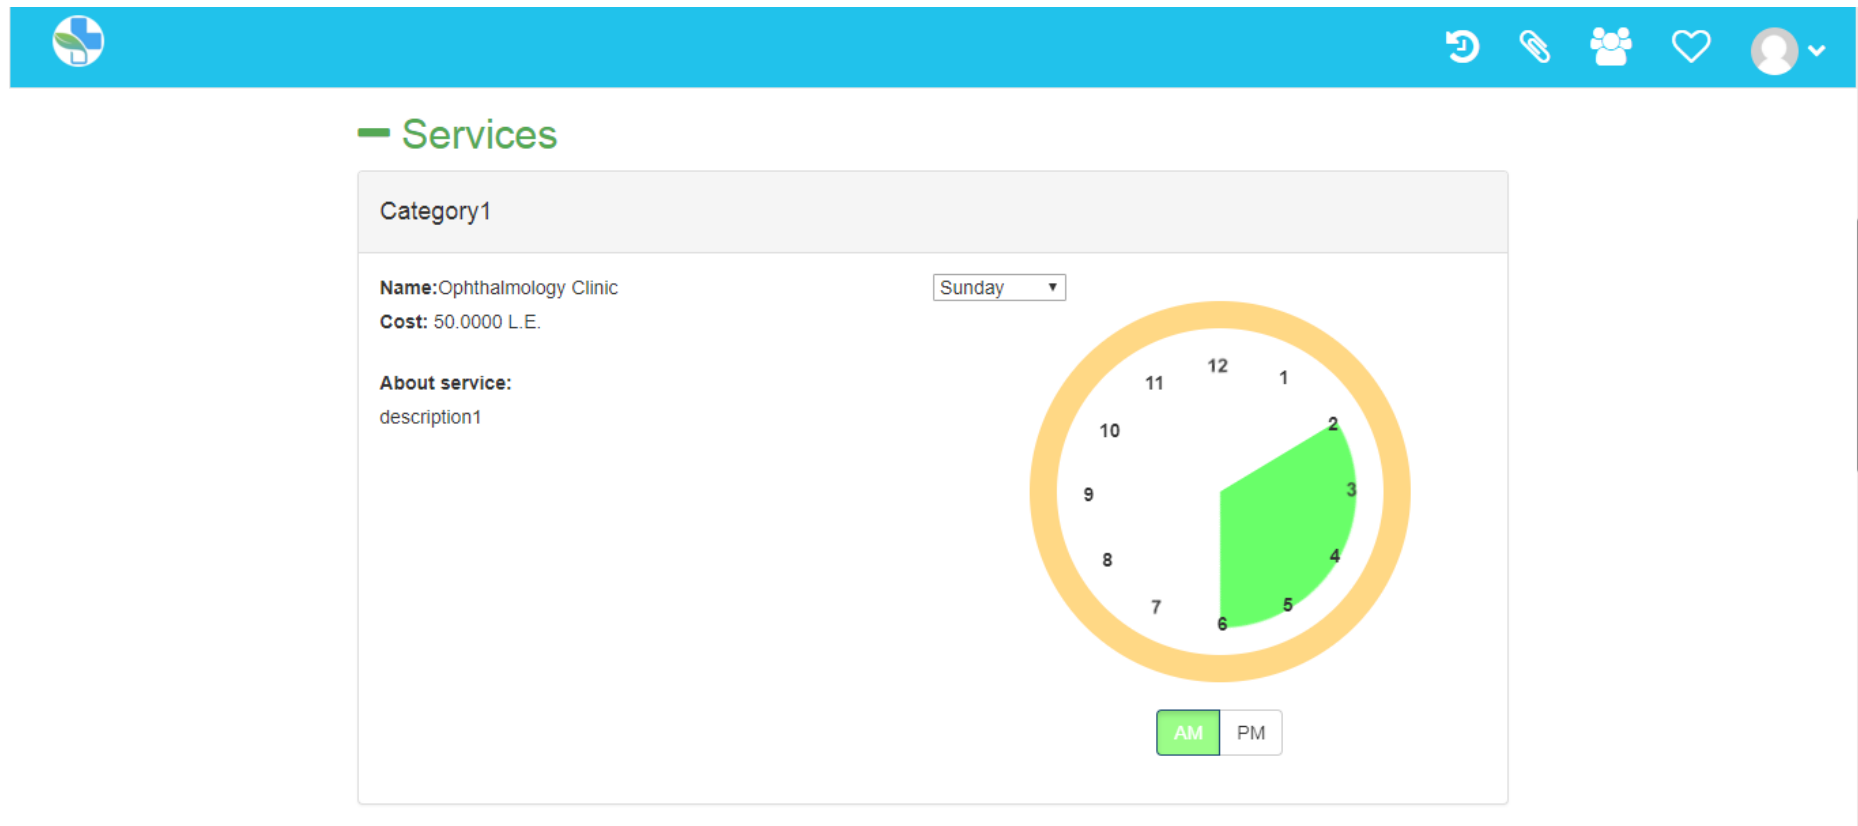 Services
Category1
Name:Ophthalmology Clinic
Cost: 50.0000 L.E.
About service:
description1
Sunday
12
1
2
3
4
5
6
7
8
9
10
11
AM PM